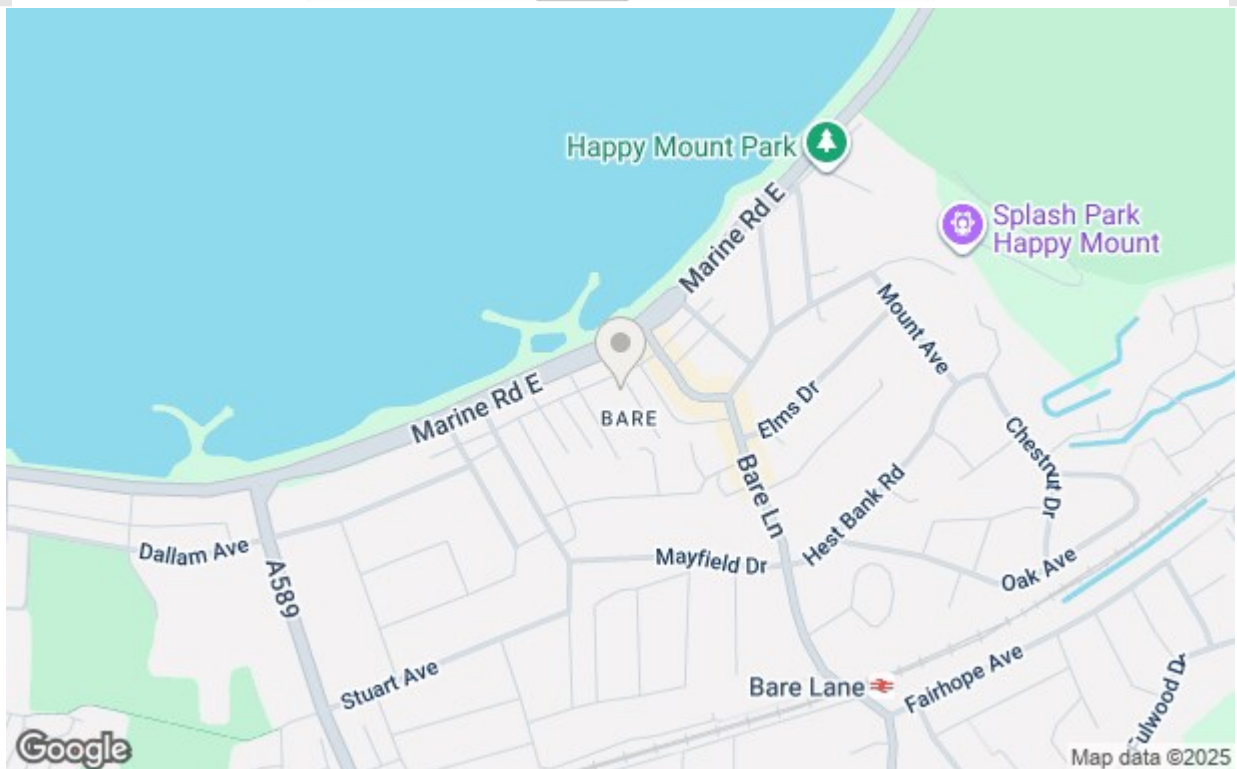 Happy Mount Park
Marine Rd E
Splash Park
Happy Mount
Mount Ave
Marine Rd E
BARE
Elms Dr
Chestnut Dr
Bare Ln
Hest Bank Rd
Dallam Ave
A589
Mayfield Dr
Oak Ave
Stuart Ave
Bare Lane
Fairhope Ave
Fulwood Dr
Google
Map data ©2025